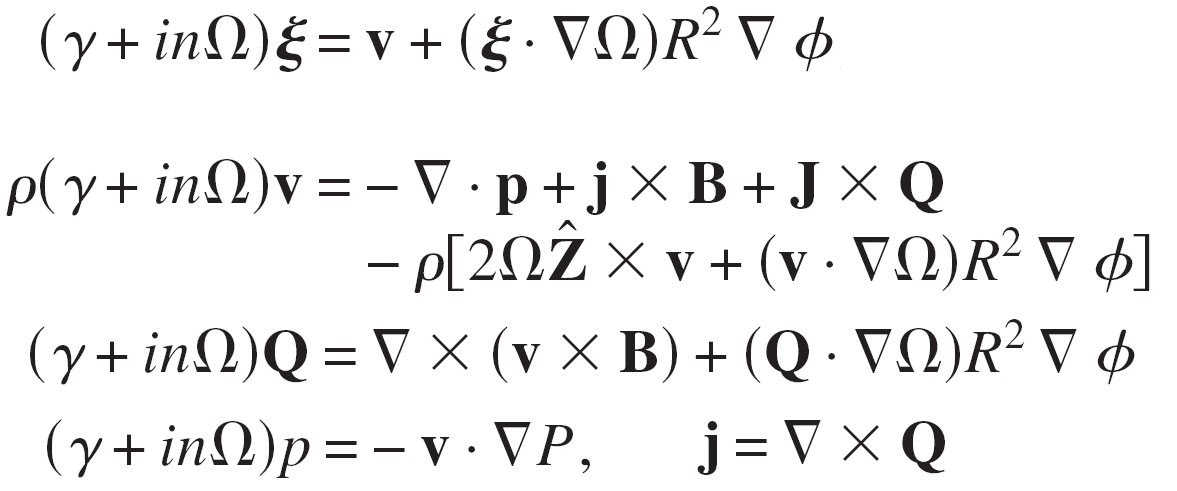 (γ + inΩ)ξ = v + (ξ · ∇Ω)R² ∇ ϕ
ρ(γ + inΩ)v = − ∇ · p + j × B + J × Q
− ρ[2ΩẐ × v + (v · ∇Ω)R² ∇ ϕ]
(γ + inΩ)Q = ∇ × (v × B) + (Q · ∇Ω)R² ∇ ϕ
(γ + inΩ)p = − v · ∇P, j = ∇ × Q